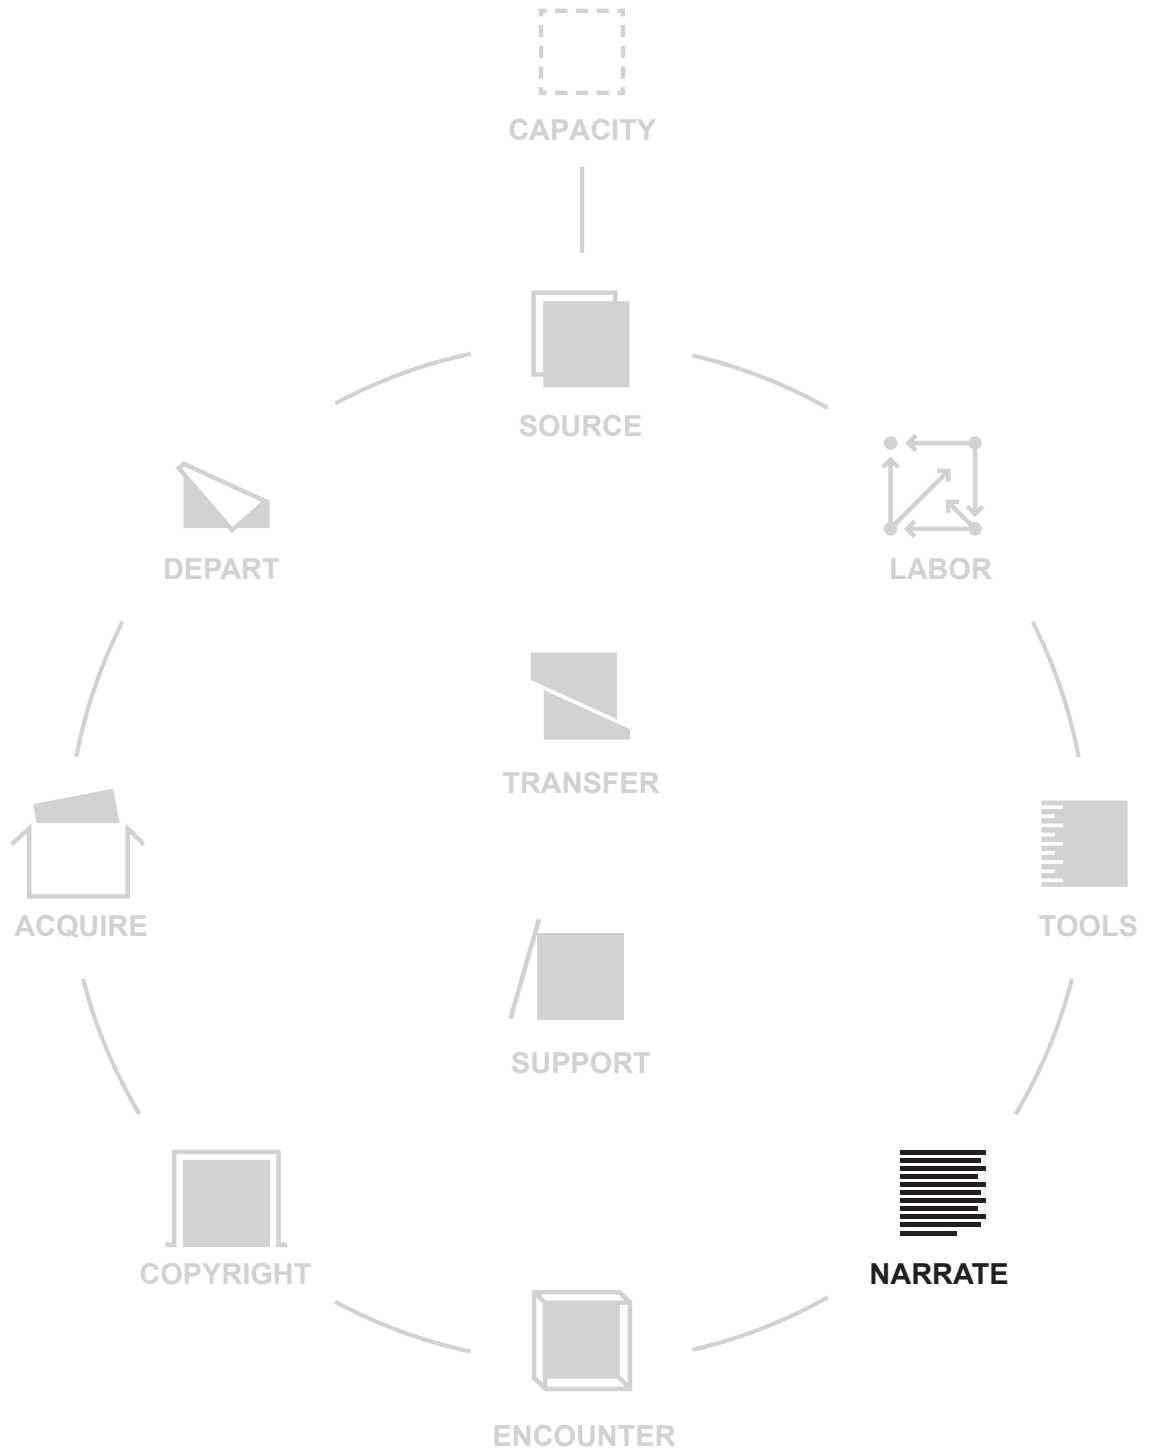 CAPACITY
SOURCE
DEPART
LABOR
TRANSFER
ACQUIRE
TOOLS
SUPPORT
COPYRIGHT
NARRATE
ENCOUNTER